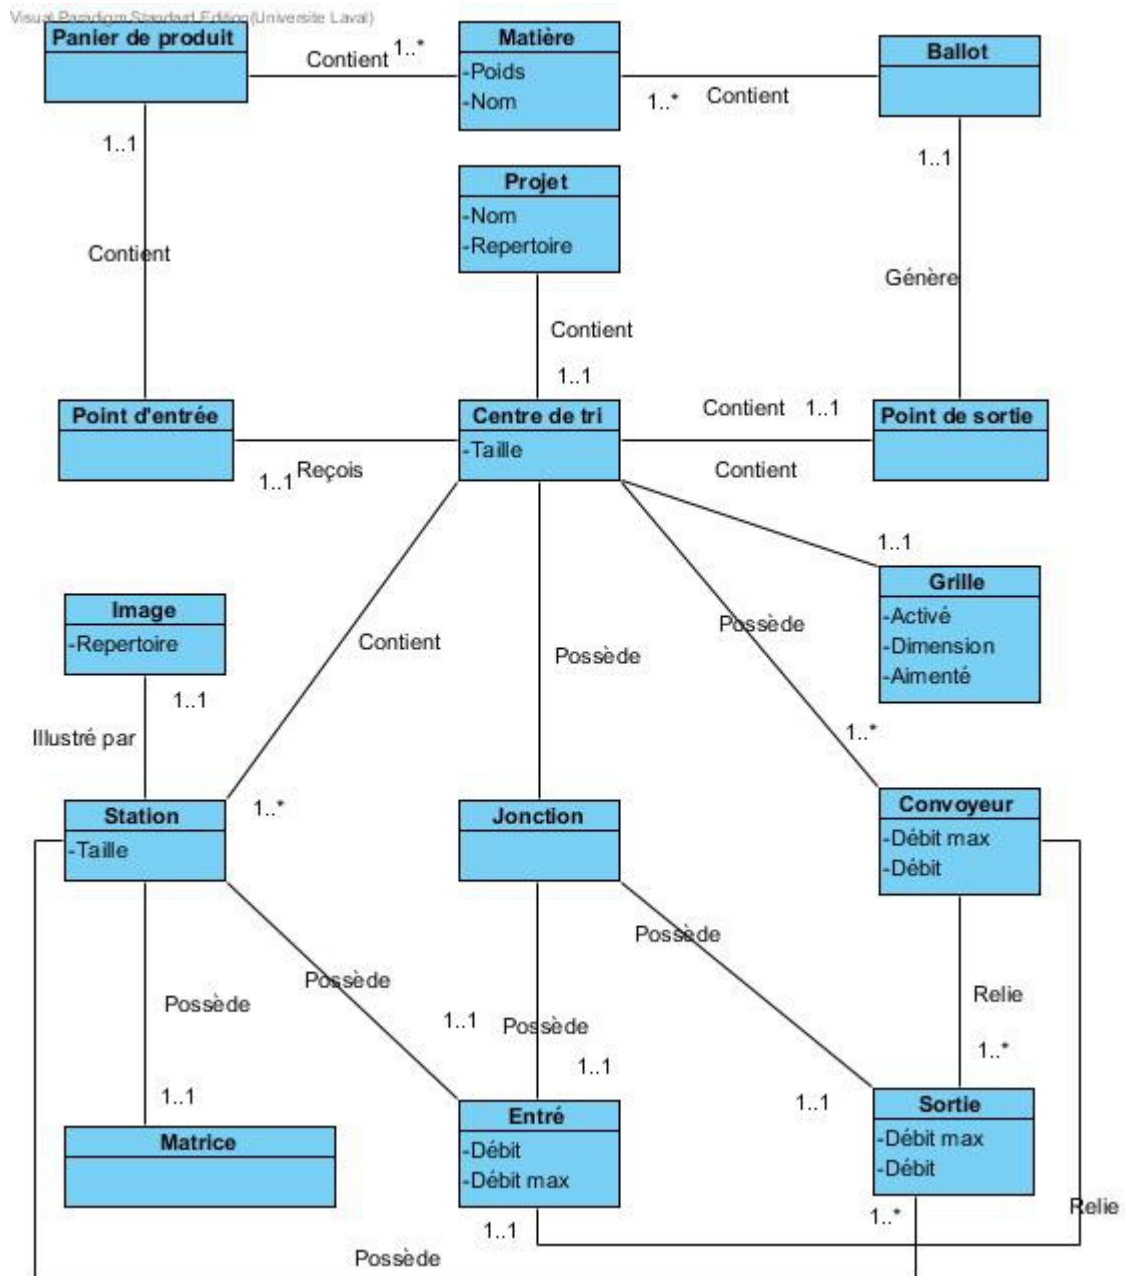 Visual Paradigm Standard Edition(Universite Laval)
Panier de produit
Contient
1..*
Matière
-Poids
-Nom
1..*
Contient
Ballot
1..1
1..1
Projet
-Nom
-Repertoire
Contient
Génère
Contient
1..1
Point d'entrée
Centre de tri
-Taille
Contient
1..1
Point de sortie
1..1
Reçois
Contient
1..1
Grille
-Activé
-Dimension
-Aimenté
Image
-Repertoire
1..1
Illustré par
Contient
Possède
Possède
1..*
1..*
Station
-Taille
Jonction
Convoyeur
-Débit max
-Débit
Possède
Possède
Possède
Relie
1..1
Possède
1..1
1..*
1..1
1..1
Matrice
Entré
-Débit
-Débit max
Sortie
-Débit max
-Débit
1..1
1..*
Relie
Possède